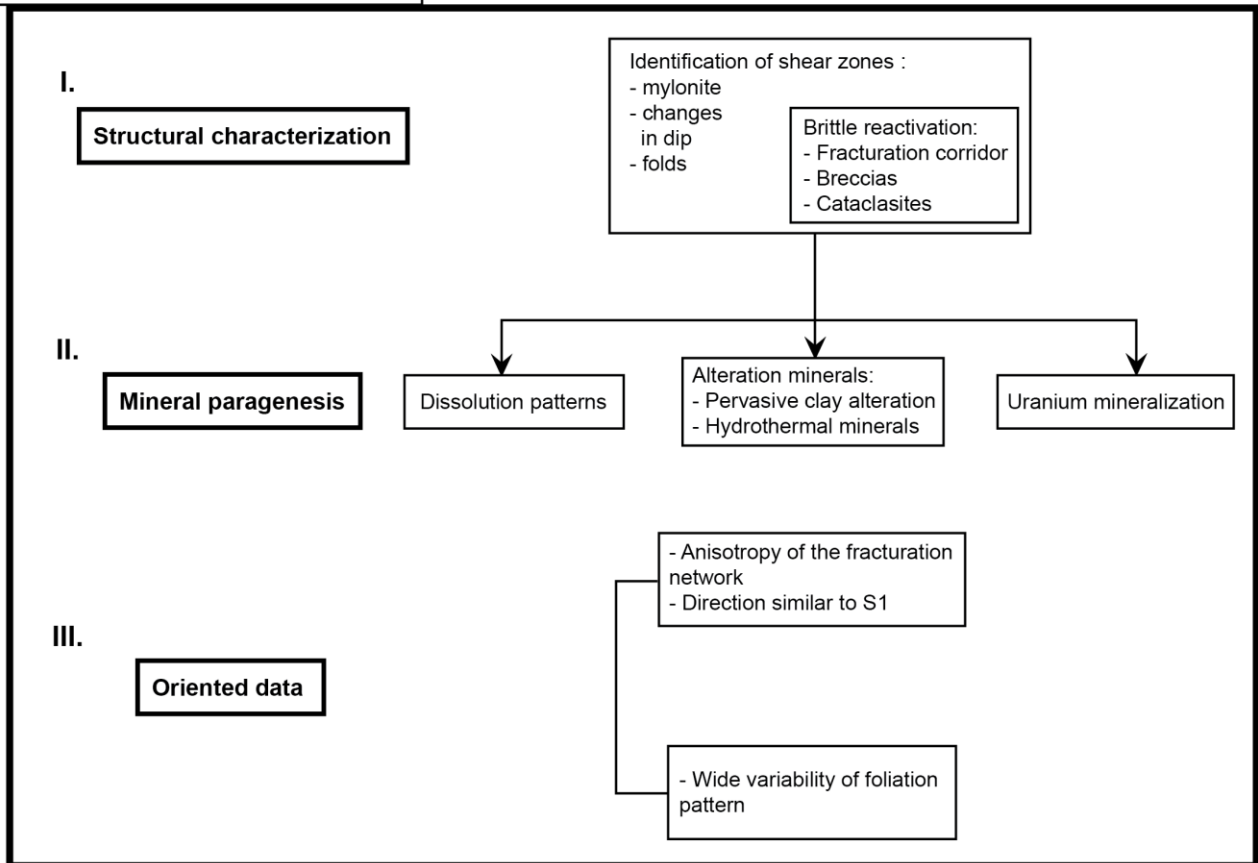 I.
Structural characterization
Identification of shear zones :
- mylonite
- changes
in dip
- folds
Brittle reactivation:
- Fracturation corridor
- Breccias
- Cataclasites
II.
Mineral paragenesis
Dissolution patterns
Alteration minerals:
- Pervasive clay alteration
- Hydrothermal minerals
Uranium mineralization
III.
Oriented data
- Anisotropy of the fracturation
network
- Direction similar to S1
- Wide variability of foliation
pattern